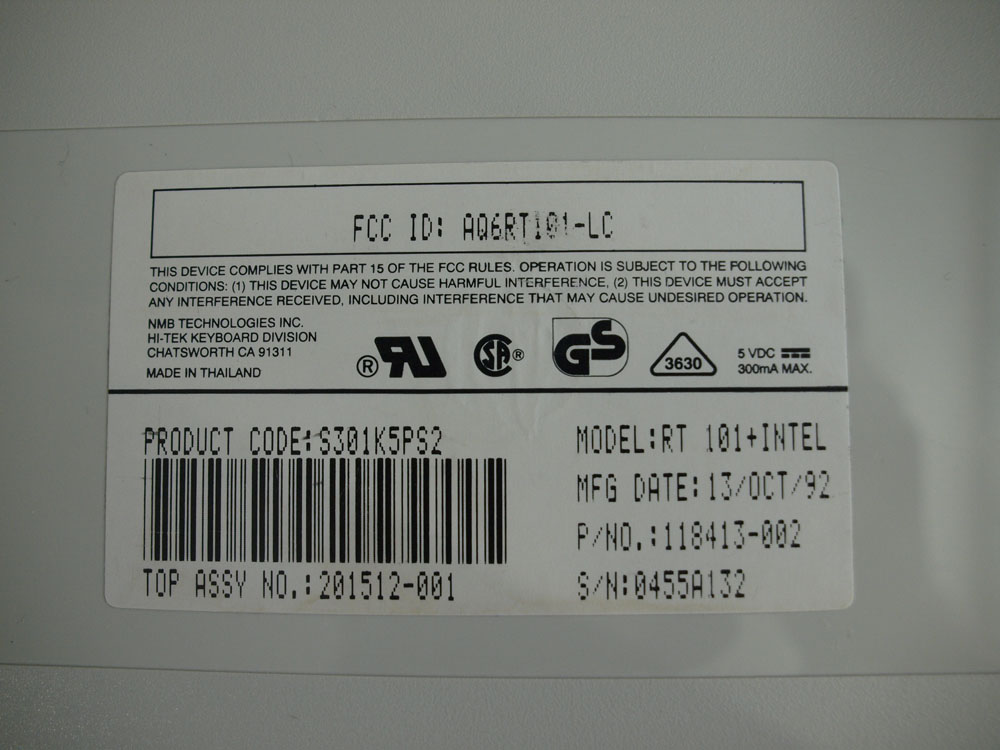 FCC ID: AQ6RT101-LC
THIS DEVICE COMPLIES WITH PART 15 OF THE FCC RULES. OPERATION IS SUBJECT TO THE FOLLOWING
CONDITIONS: (1) THIS DEVICE MAY NOT CAUSE HARMFUL INTERFERENCE, (2) THIS DEVICE MUST ACCEPT
ANY INTERFERENCE RECEIVED, INCLUDING INTERFERENCE THAT MAY CAUSE UNDESIRED OPERATION.
NMB TECHNOLOGIES INC.
HI-TEK KEYBOARD DIVISION
CHATSWORTH CA 91311
MADE IN THAILAND
® RU
SA ®
GS
3630
5 VDC
300mA MAX.
PRODUCT CODE:S301K5PS2
TOP ASSY NO.:201512-001
MODEL:RT 101+INTEL
MFG DATE:13/OCT/92
P/NO.:118413-002
S/N:0455A132